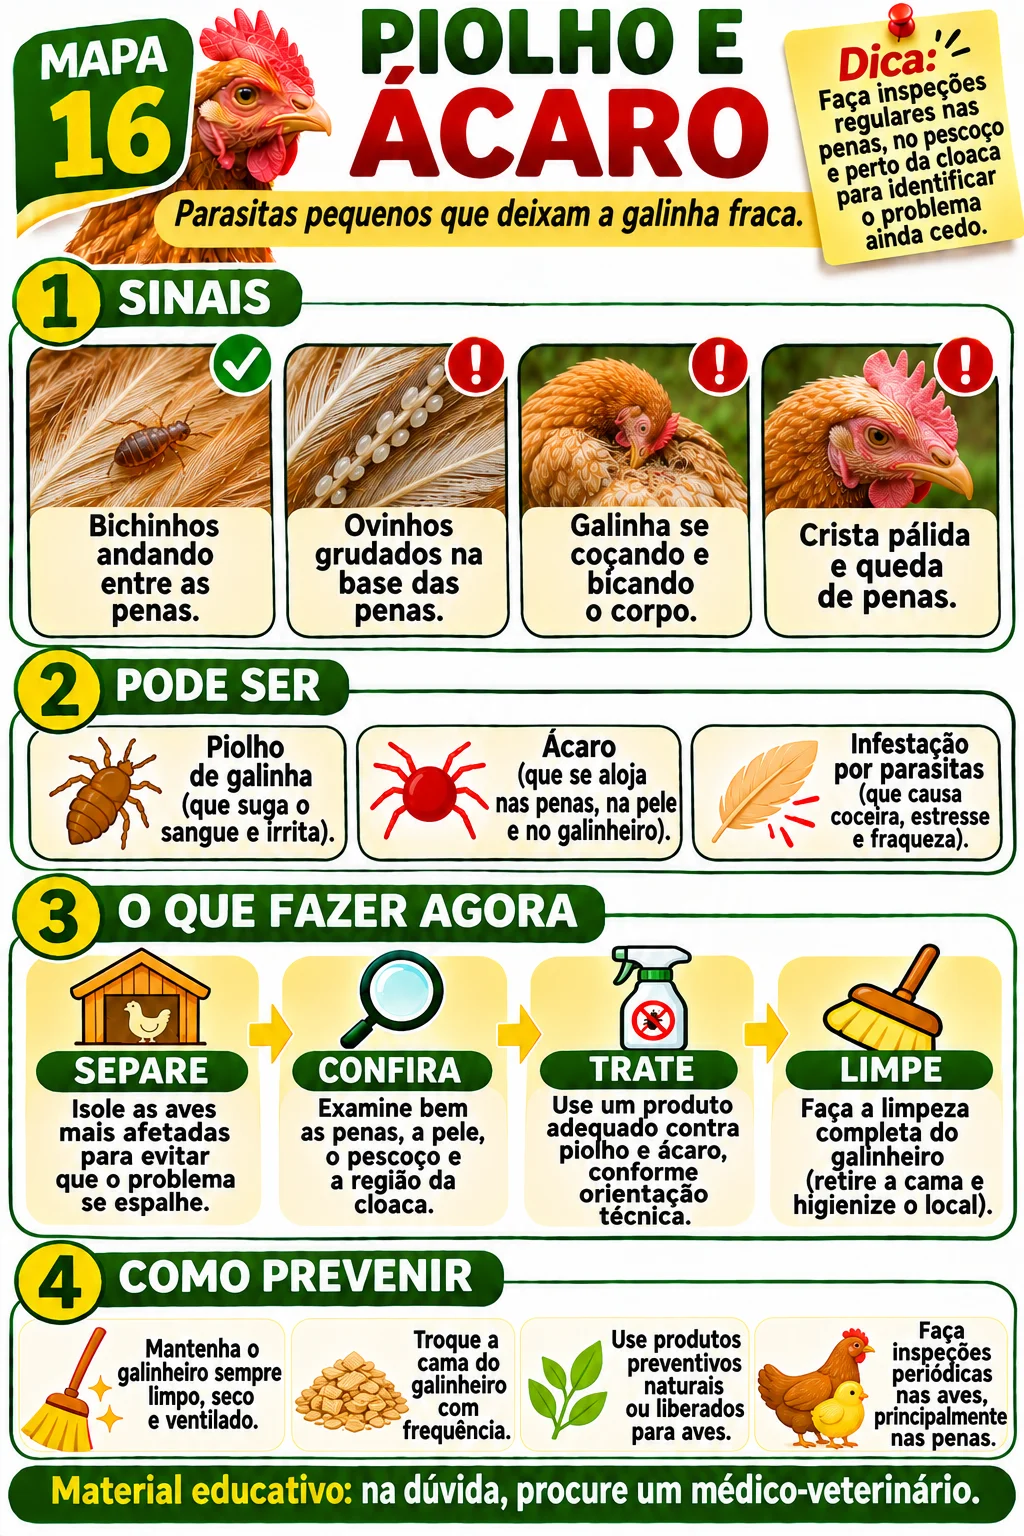 MAPA
16
PIOLHO E
ÁCARO
Parasitas pequenos que deixam a galinha fraca.
Dica:
Faça inspeções
regulares nas
penas, no pescoço
e perto da cloaca
para identificar
o problema
ainda cedo.
1 SINAIS
Bichinhos
andando
entre as
penas.
Ovinhos
grudados na
base das
penas.
Galinha se
coçando e
bicando
o corpo.
Crista pálida
e queda
de penas.
2 PODE SER
Piolho
de galinha
(que suga o
sangue e irrita).
Ácaro
(que se aloja
nas penas, na pele
e no galinheiro).
Infestação
por parasitas
(que causa
coceira, estresse
e fraqueza).
3 O QUE FAZER AGORA
SEPARE
Isole as aves
mais afetadas
para evitar
que o problema
se espalhe.
CONFIRA
Examine bem
as penas, a pele,
o pescoço e
a região da
cloaca.
TRATE
Use um produto
adequado contra
piolho e ácaro,
conforme
orientação
técnica.
LIMPE
Faça a limpeza
completa do
galinheiro
(retire a cama e
higienize o local).
4 COMO PREVENIR
Mantenha o
galinheiro sempre
limpo, seco
e ventilado.
Troque a
cama do
galinheiro
com
frequência.
Use produtos
preventivos
naturais
ou liberados
para aves.
Faça
inspeções
periódicas
nas aves,
principalmente
nas penas.
Material educativo: na dúvida, procure um médico-veterinário.